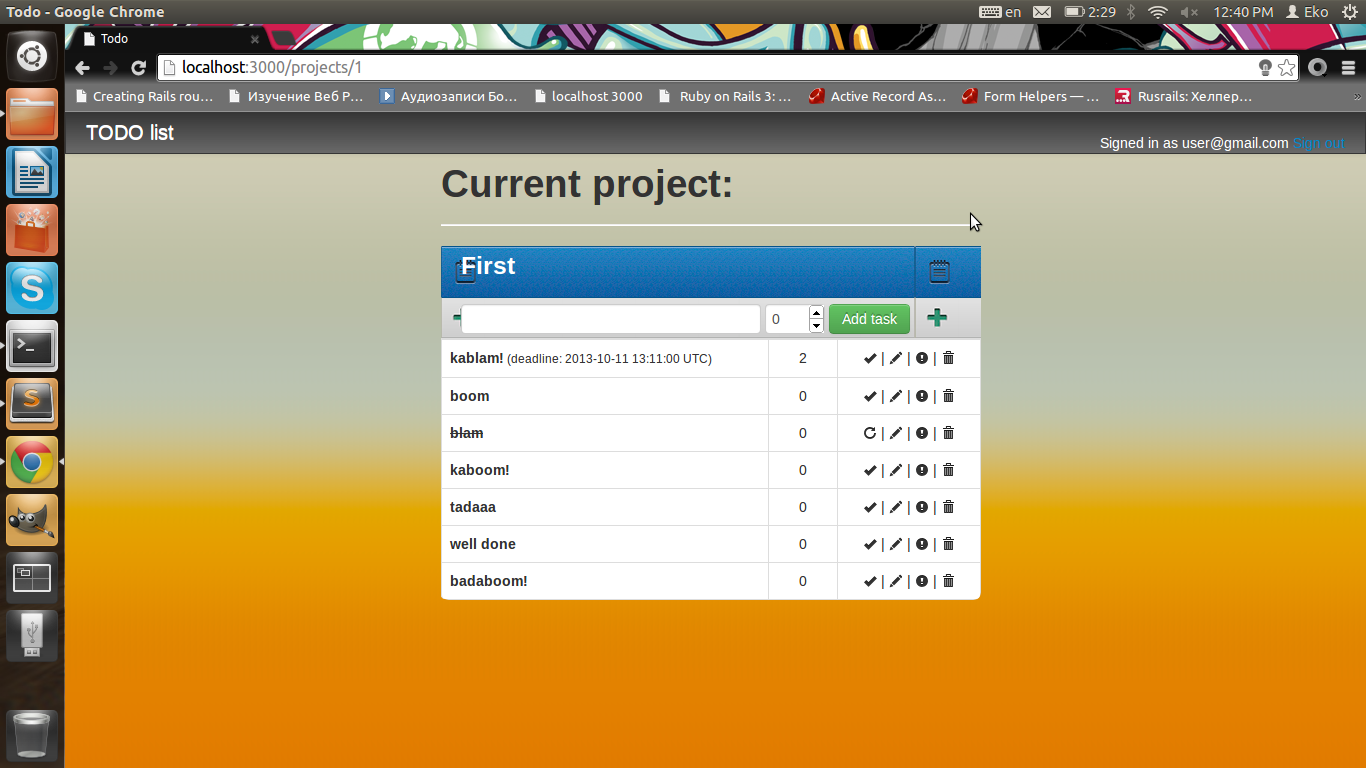 Todo - Google Chrome en 2:29 12:40 PM Eko
Todo
localhost:3000/projects/1
Creating Rails rou… Изучение Веб Р… Аудиозаписи Бо… localhost 3000 Ruby on Rails 3: … Active Record As… Form Helpers — … Rusrails: Хелпер… »
TODO list
Signed in as user@gmail.com Sign out
Current project:
First
0 Add task
kablam! (deadline: 2013-10-11 13:11:00 UTC) 2 | | |
boom 0 | | |
blam 0 | | |
kaboom! 0 | | |
tadaaa 0 | | |
well done 0 | | |
badaboom! 0 | | |